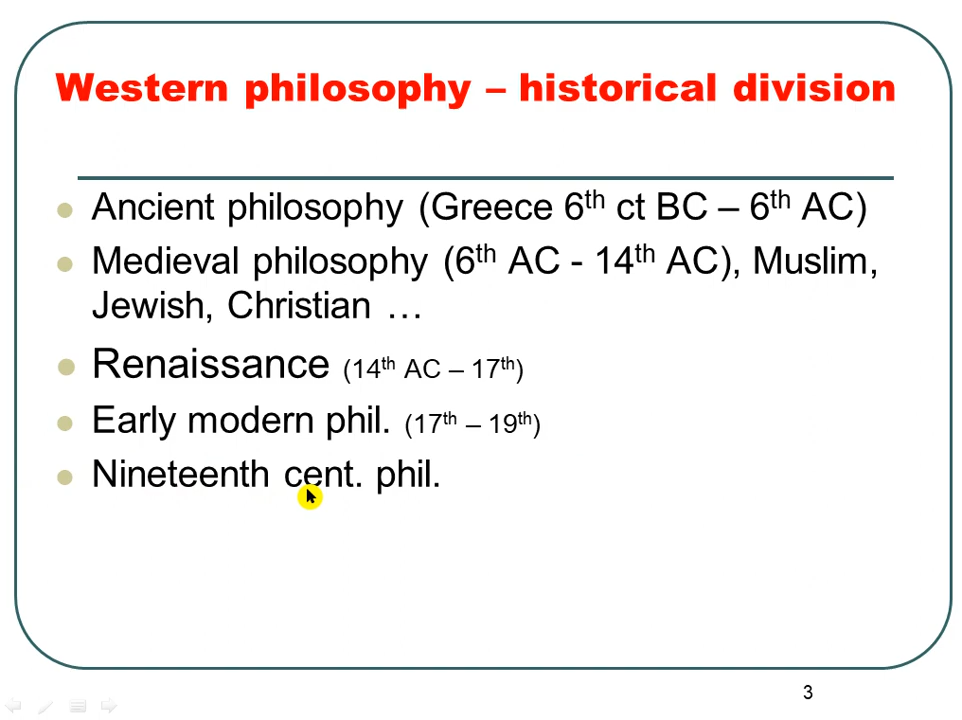 Western philosophy – historical division
Ancient philosophy (Greece 6th ct BC – 6th AC)
Medieval philosophy (6th AC - 14th AC), Muslim,
Jewish, Christian …
Renaissance (14th AC – 17th)
Early modern phil. (17th – 19th)
Nineteenth cent. phil.
3